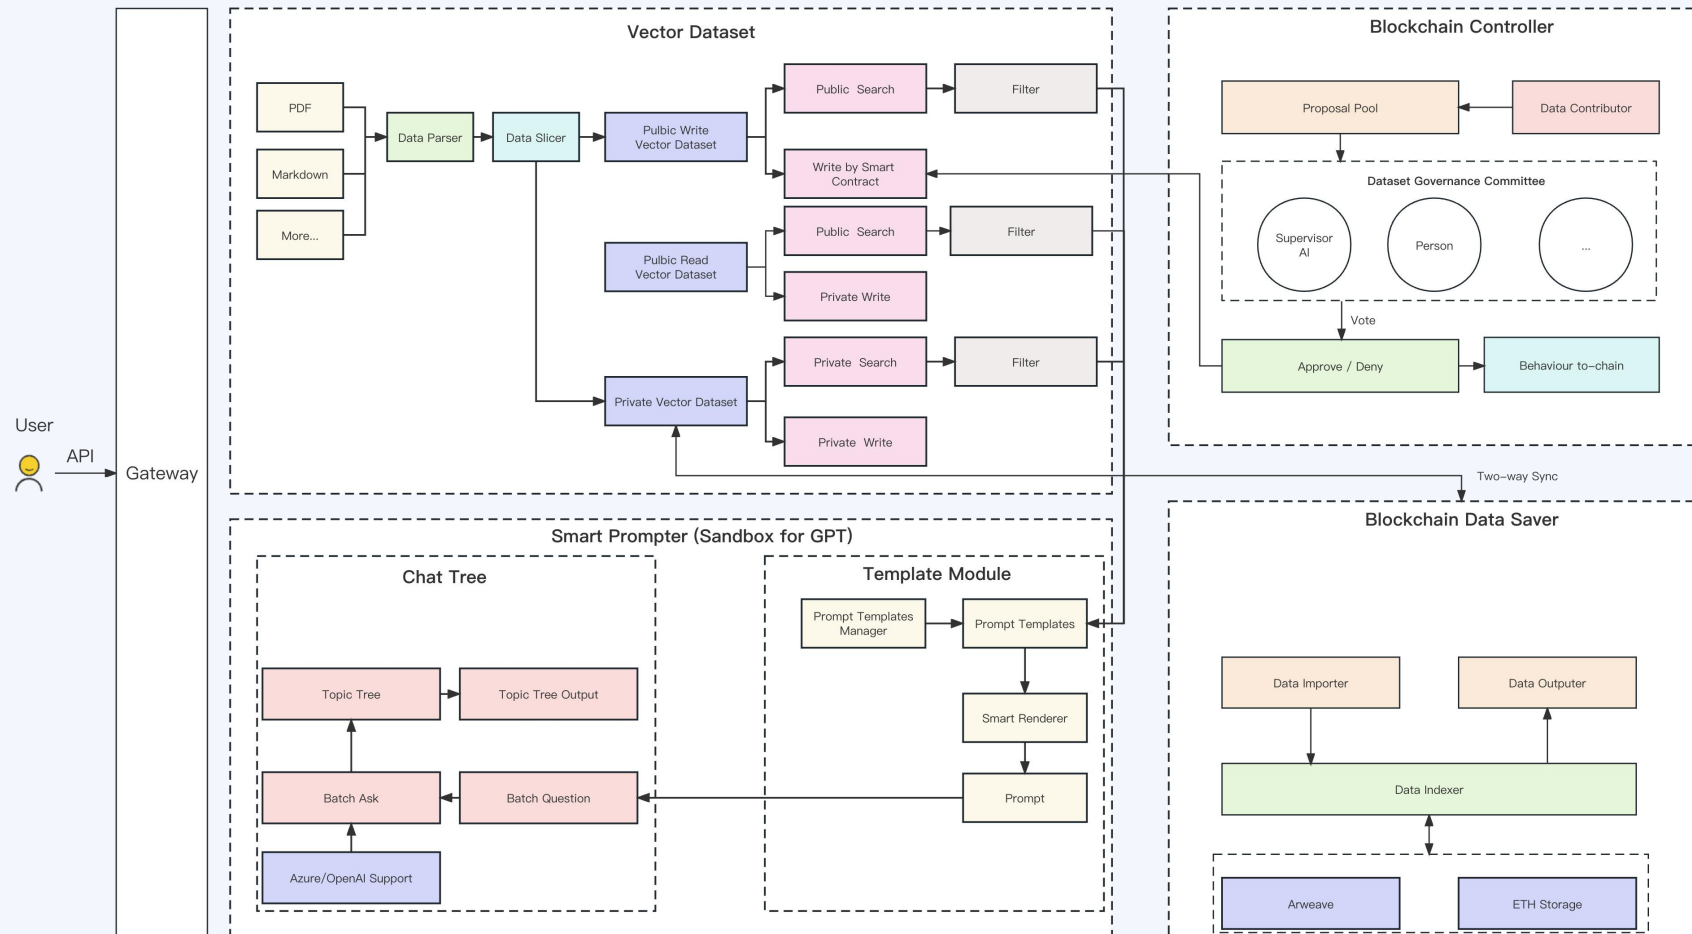 User
API
Gateway
Vector Dataset
PDF
Markdown
More...
Data Parser
Data Slicer
Pulbic Write
Vector Dataset
Public Search
Filter
Write by Smart
Contract
Pulbic Read
Vector Dataset
Public Search
Filter
Private Write
Private Vector Dataset
Private Search
Filter
Private Write
Blockchain Controller
Proposal Pool
Data Contributor
Dataset Governance Committee
Supervisor
AI
Person
...
Vote
Approve / Deny
Behaviour to-chain
Two-way Sync
Smart Prompter (Sandbox for GPT)
Chat Tree
Topic Tree
Topic Tree Output
Batch Ask
Batch Question
Azure/OpenAI Support
Template Module
Prompt Templates
Manager
Prompt Templates
Smart Renderer
Prompt
Blockchain Data Saver
Data Importer
Data Outputer
Data Indexer
Arweave
ETH Storage